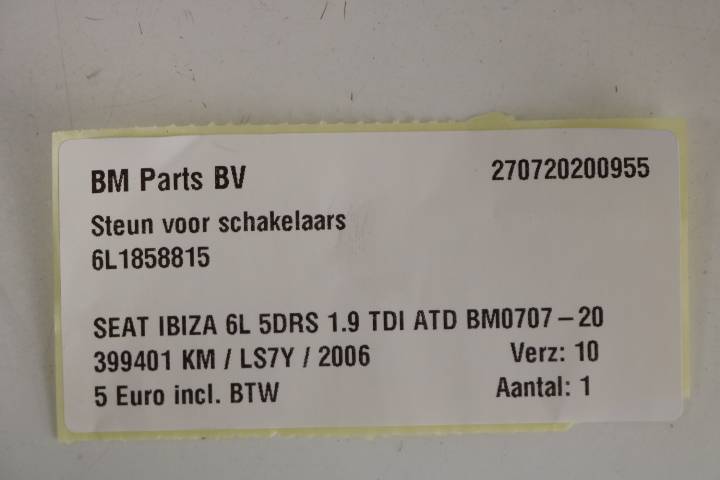 BM Parts BV 270720200955
Steun voor schakelaars
6L1858815
SEAT IBIZA 6L 5DRS 1.9 TDI ATD BM0707-20
399401 KM / LS7Y / 2006 Verz: 10
5 Euro incl. BTW Aantal: 1